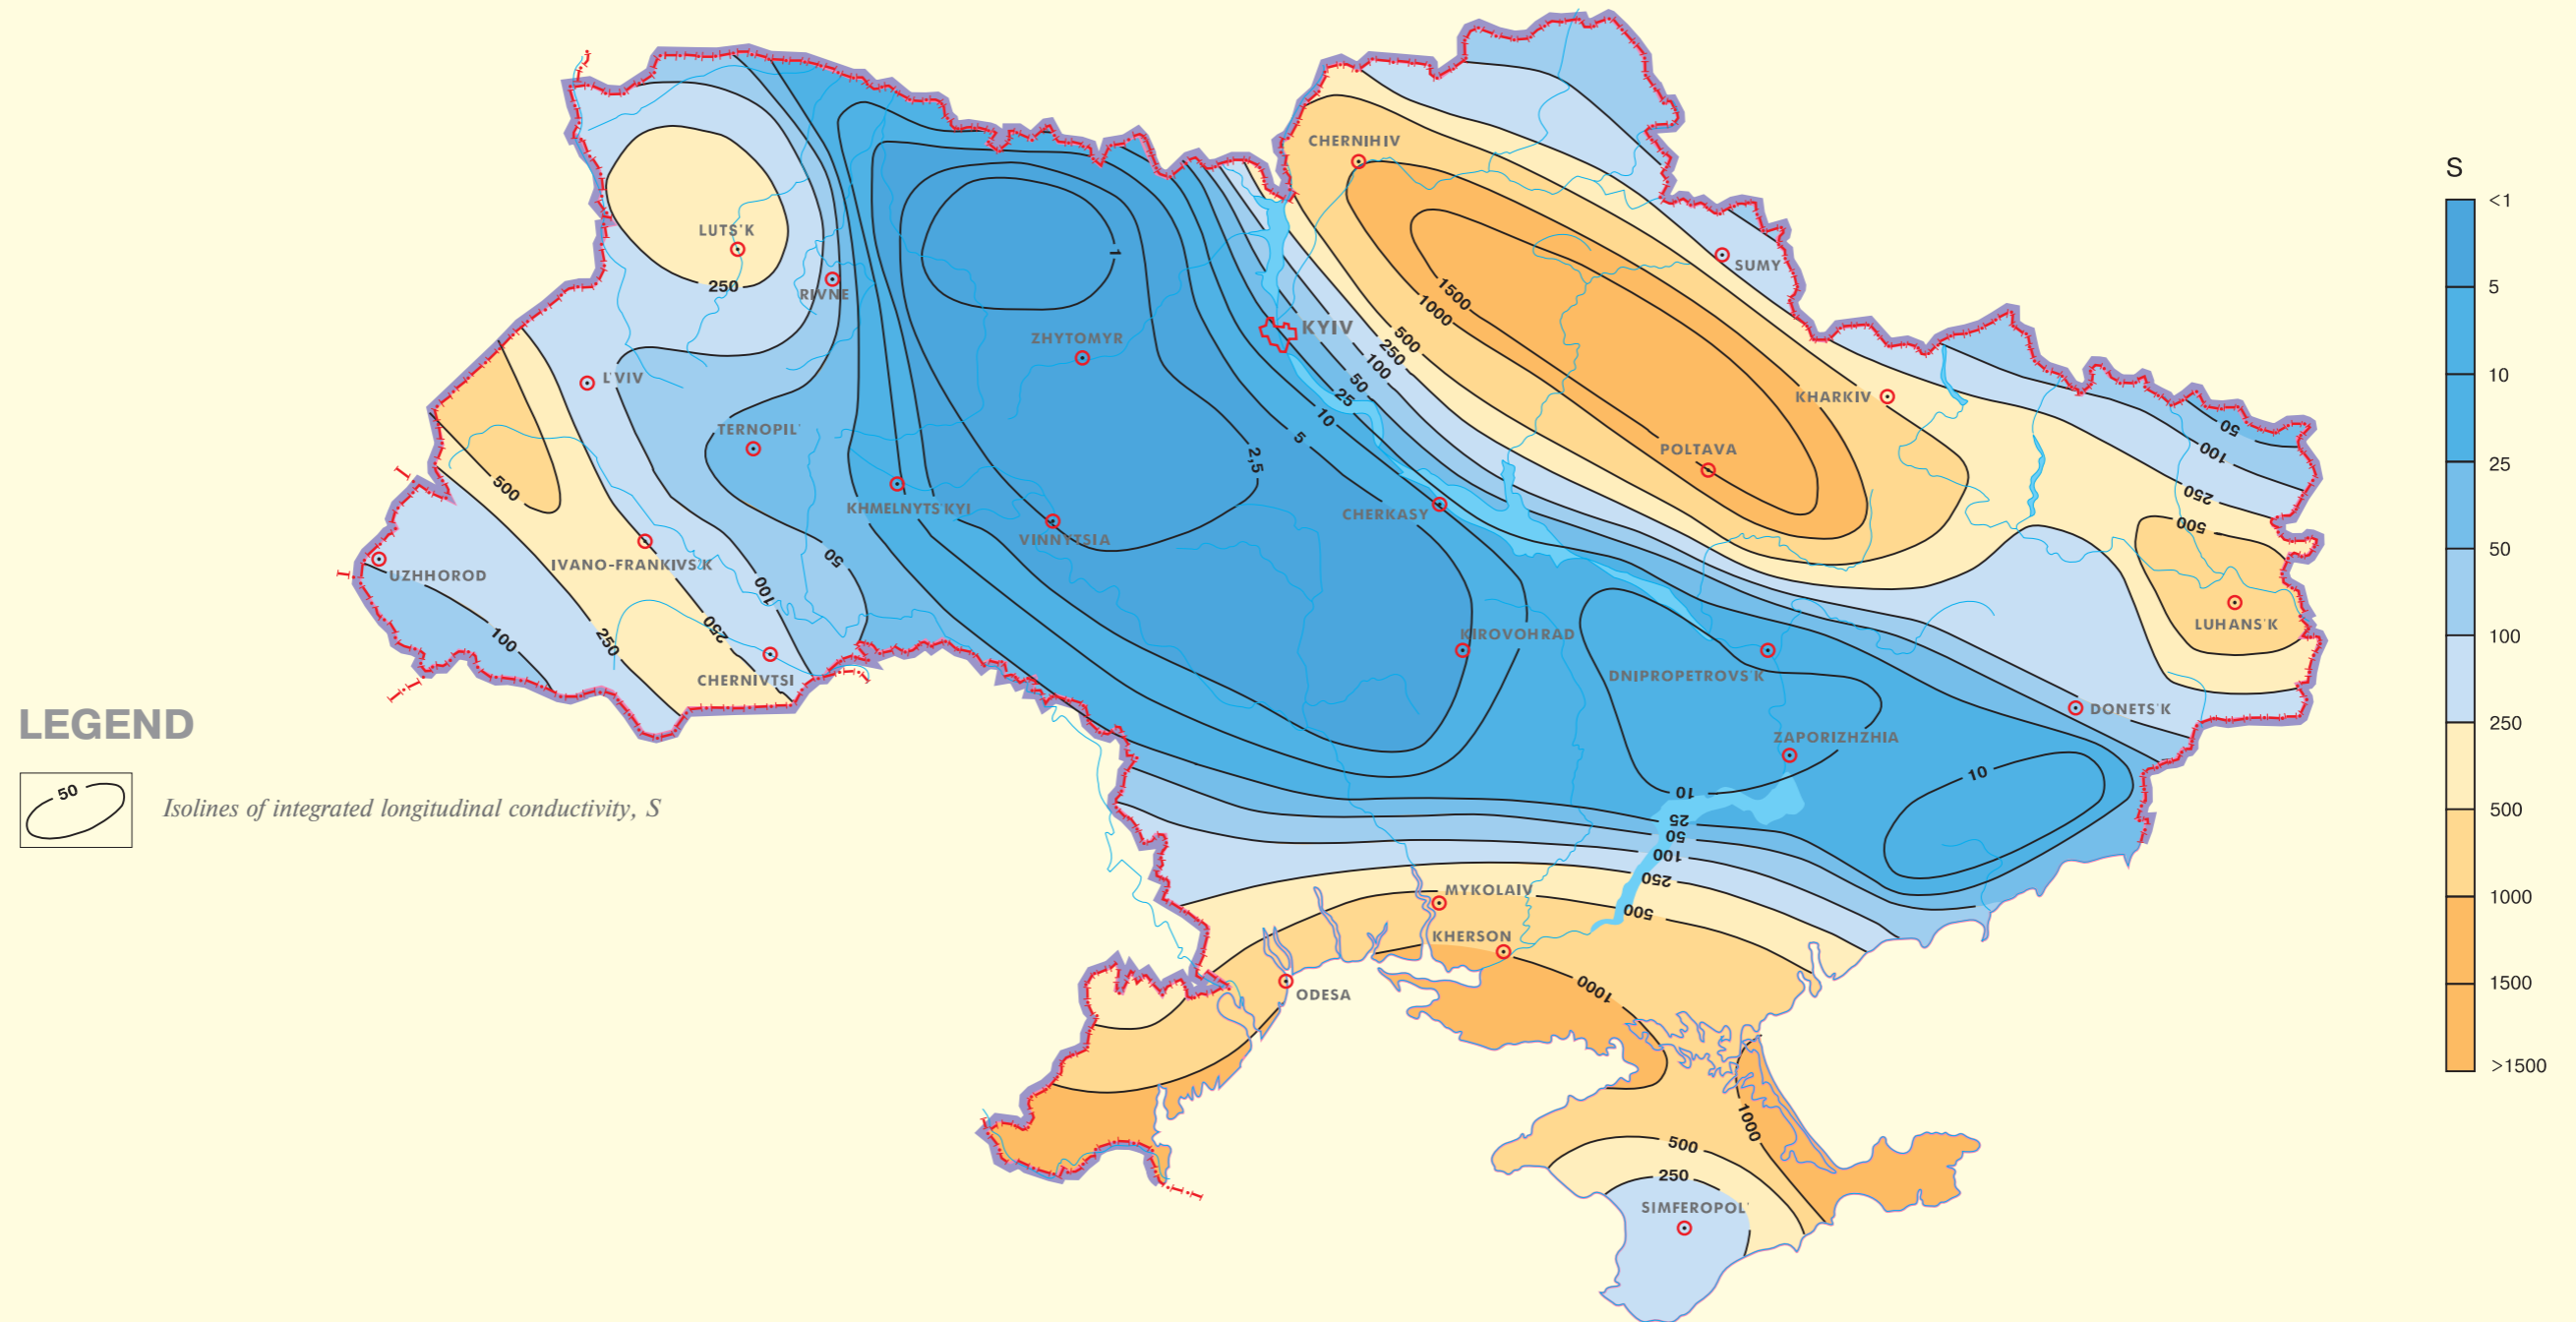 S
<1
5
10
25
50
100
250
500
1000
1500
>1500
CHERNIHIV
LUTS'K
250
RIVNE
SUMY
1
1500
1000
500
250
100
50
25
10
5
KYIV
ZHYTOMYR
L'VIV
KHARKIV
TERNOPIL'
POLTAVA
2,5
50
100
250
500
500
KHMELNYTS'KYI
CHERKASY
VINNYTSIA
UZHHOROD
IVANO-FRANKIVS'K
50
100
250
250
100
LUHANS'K
KIROVOHRAD
DNIPROPETROVS'K
CHERNIVTSI
DONETS'K
ZAPORIZHZHIA
10
10
25
50
100
250
500
LEGEND
50
Isolines of integrated longitudinal conductivity, S
MYKOLAIV
KHERSON
ODESA
1000
1000
500
250
SIMFEROPOL'